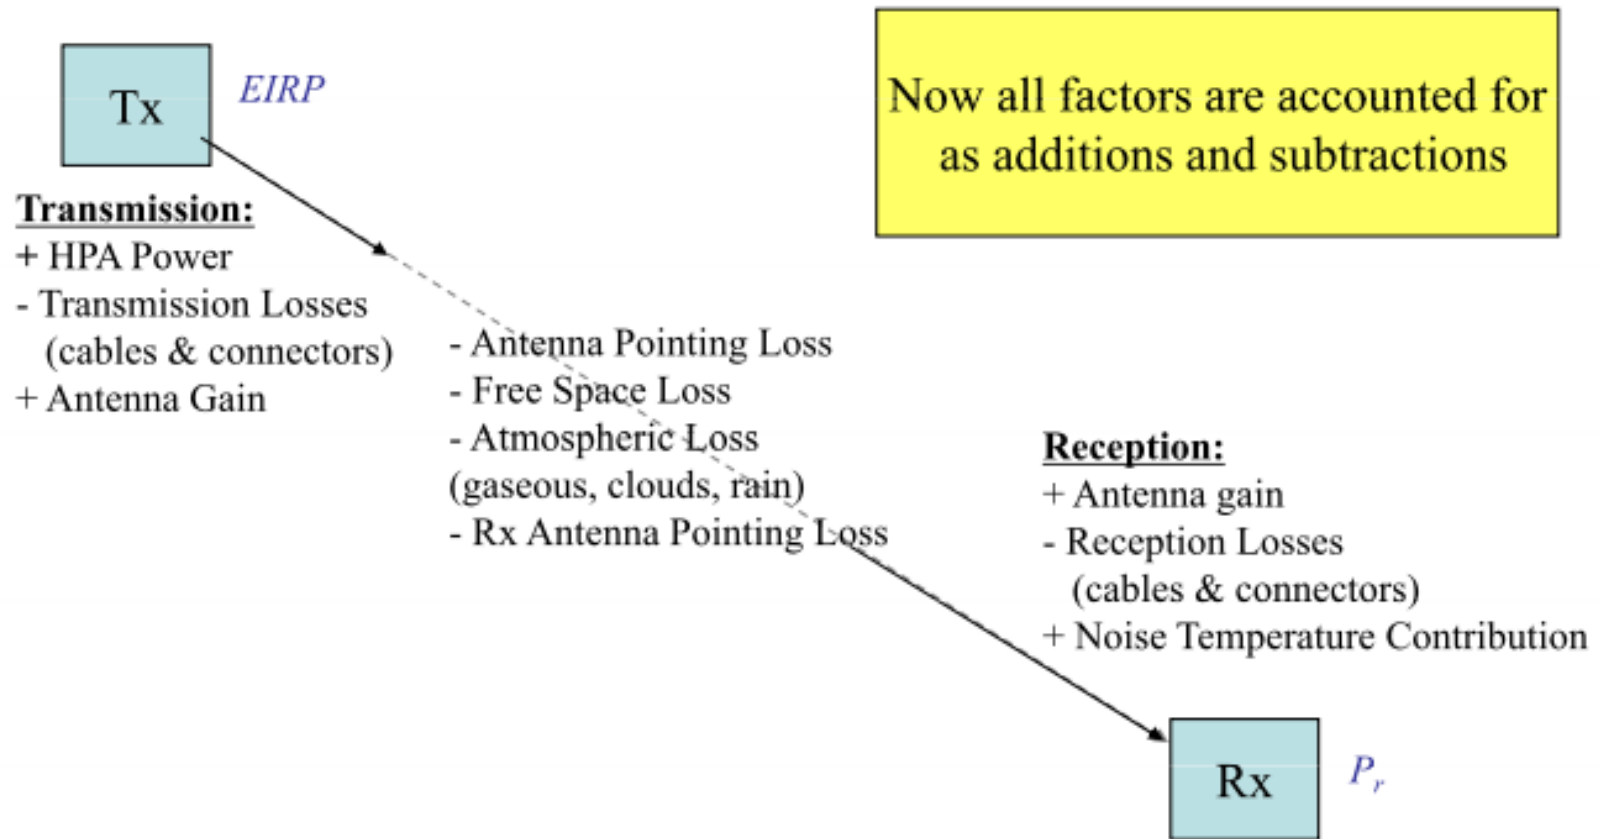 Tx
EIRP
Now all factors are accounted for
as additions and subtractions
Transmission:
+ HPA Power
- Transmission Losses
(cables & connectors)
+ Antenna Gain
- Antenna Pointing Loss
- Free Space Loss
- Atmospheric Loss
(gaseous, clouds, rain)
- Rx Antenna Pointing Loss
Reception:
+ Antenna gain
- Reception Losses
(cables & connectors)
+ Noise Temperature Contribution
Rx
Pr